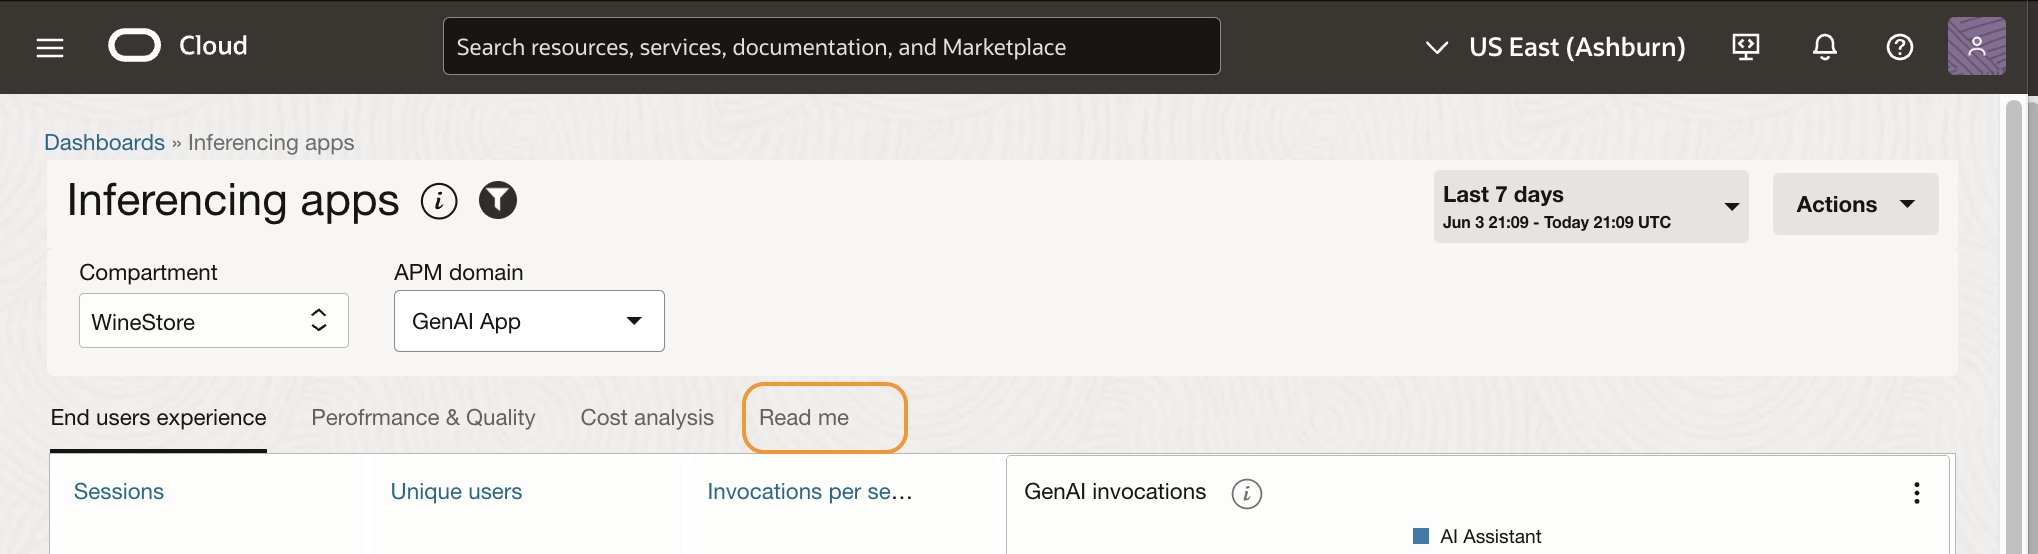 Cloud
Search resources, services, documentation, and Marketplace
US East (Ashburn)
Dashboards » Inferencing apps
Inferencing apps
Last 7 days
Jun 3 21:09 - Today 21:09 UTC
Actions
Compartment
APM domain
WineStore
GenAI App
End users experience
Perofrmance & Quality
Cost analysis
Read me
Sessions
Unique users
Invocations per se...
GenAI invocations
AI Assistant